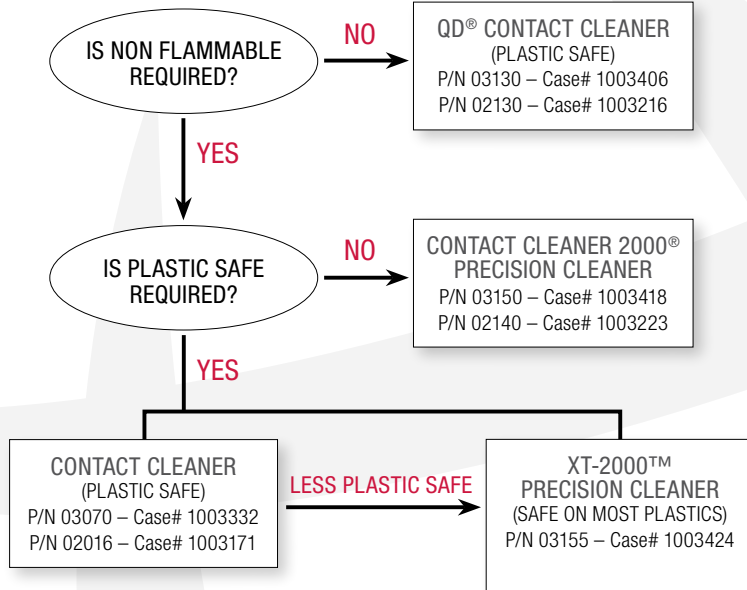 IS NON FLAMMABLE
REQUIRED?
NO
QD® CONTACT CLEANER
(PLASTIC SAFE)
P/N 03130 – Case# 1003406
P/N 02130 – Case# 1003216
YES
IS PLASTIC SAFE
REQUIRED?
NO
CONTACT CLEANER 2000®
PRECISION CLEANER
P/N 03150 – Case# 1003418
P/N 02140 – Case# 1003223
YES
CONTACT CLEANER
(PLASTIC SAFE)
P/N 03070 – Case# 1003332
P/N 02016 – Case# 1003171
LESS PLASTIC SAFE
XT-2000™
PRECISION CLEANER
(SAFE ON MOST PLASTICS)
P/N 03155 – Case# 1003424